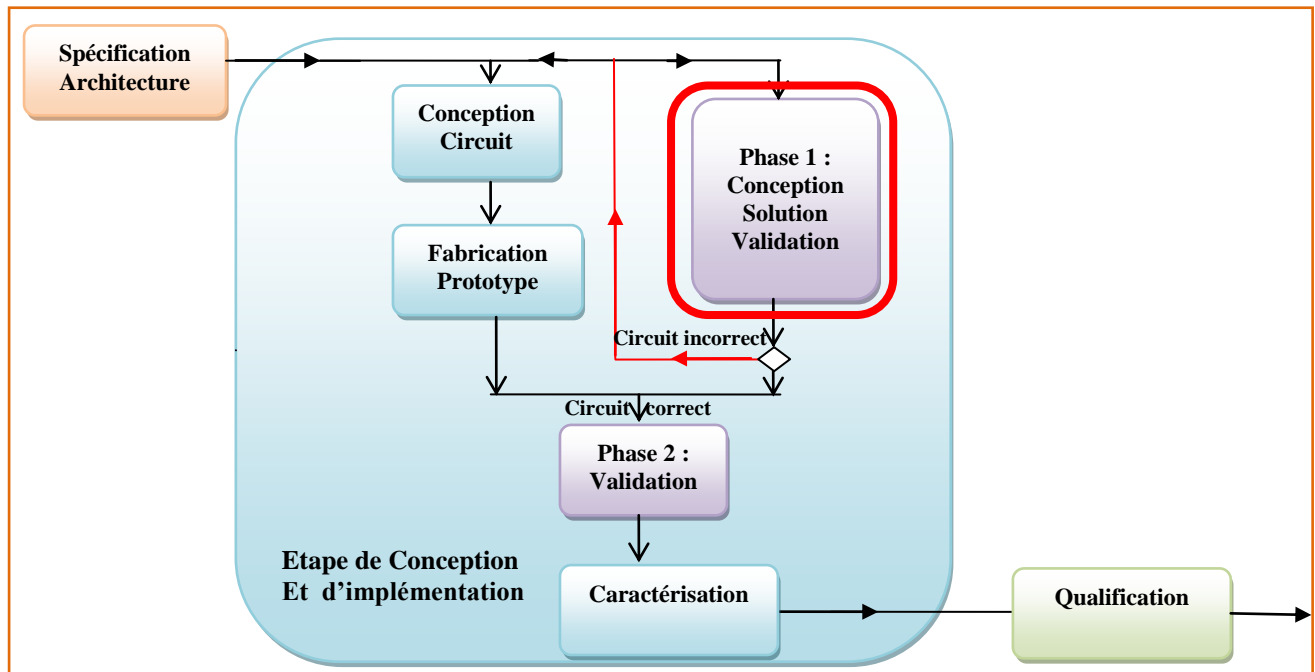 Spécification
Architecture
Conception
Circuit
Phase 1 :
Conception
Solution
Validation
Fabrication
Prototype
Circuit incorrect
Circuit correct
Phase 2 :
Validation
Etape de Conception
Et d’implémentation
Caractérisation
Qualification